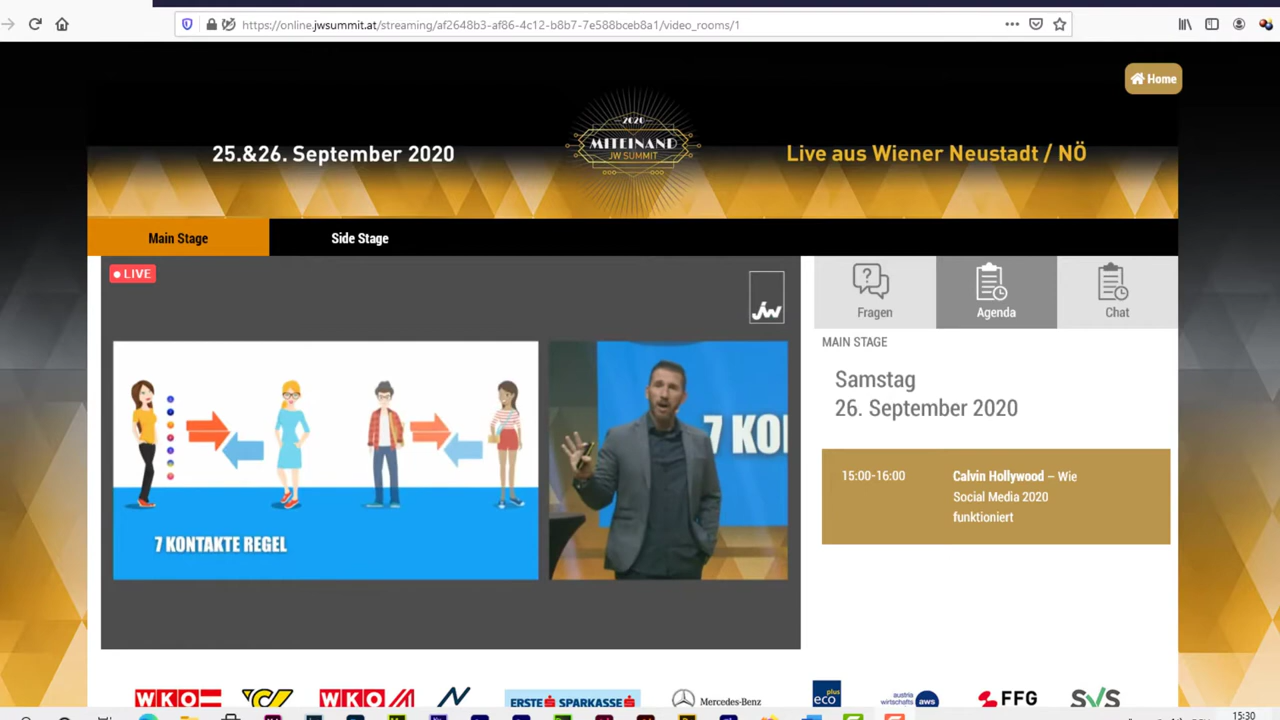 https://online.jwsummit.at/streaming/af2648b3-af86-4c12-b8b7-7e588bceb8a1/video_rooms/1
Home
25.&26. September 2020
2020
MITEINAND
JW SUMMIT
Live aus Wiener Neustadt / NÖ
Main Stage
Side Stage
LIVE
jw
Fragen
Agenda
Chat
MAIN STAGE
Samstag
26. September 2020
15:00-16:00
Calvin Hollywood – Wie
Social Media 2020
funktioniert
7 KONTAKTE REGEL
7 KO
WKO
WKO
ERSTE SPARKASSE
Mercedes-Benz
eco
plus
austria
wirtschafts
aws
FFG
SVS
15:30